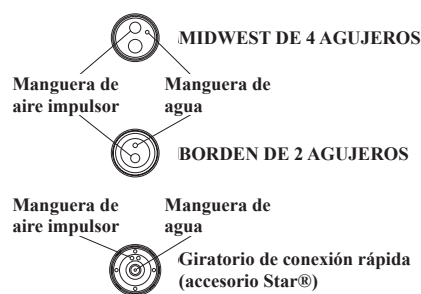 MIDWEST DE 4 AGUJEROS
Manguera de
aire impulsor
Manguera de
agua
BORDEN DE 2 AGUJEROS
Manguera de
aire impulsor
Manguera de
agua
Giratorio de conexión rápida
(accesorio Star®)